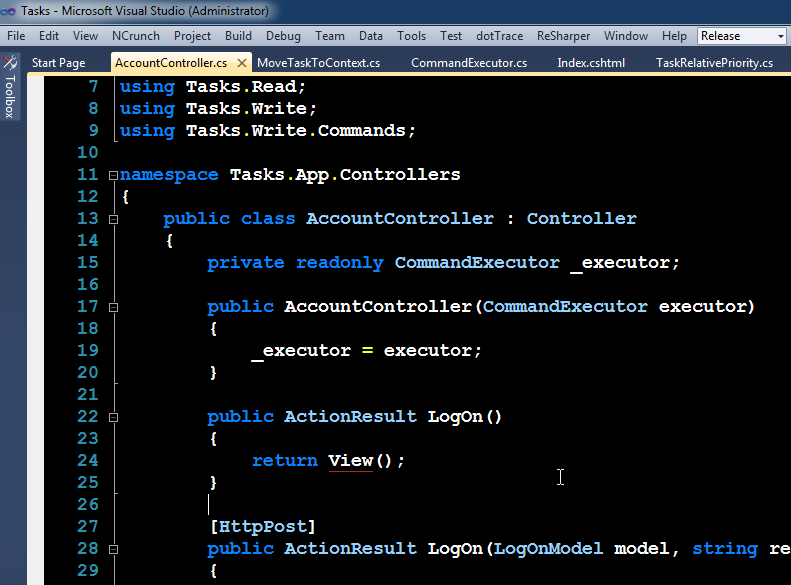 Tasks - Microsoft Visual Studio (Administrator)
File Edit View NCrunch Project Build Debug Team Data Tools Test dotTrace ReSharper Window Help Release
Start Page AccountController.cs MoveTaskToContext.cs CommandExecutor.cs Index.cshtml TaskRelativePriority.cs
Toolbox
7 using Tasks.Read;
8 using Tasks.Write;
9 using Tasks.Write.Commands;
10
11 namespace Tasks.App.Controllers
12 {
13 public class AccountController : Controller
14 {
15 private readonly CommandExecutor _executor;
16
17 public AccountController(CommandExecutor executor)
18 {
19 _executor = executor;
20 }
21
22 public ActionResult LogOn()
23 {
24 return View();
25 }
26
27 [HttpPost]
28 public ActionResult LogOn(LogOnModel model, string re
29 {